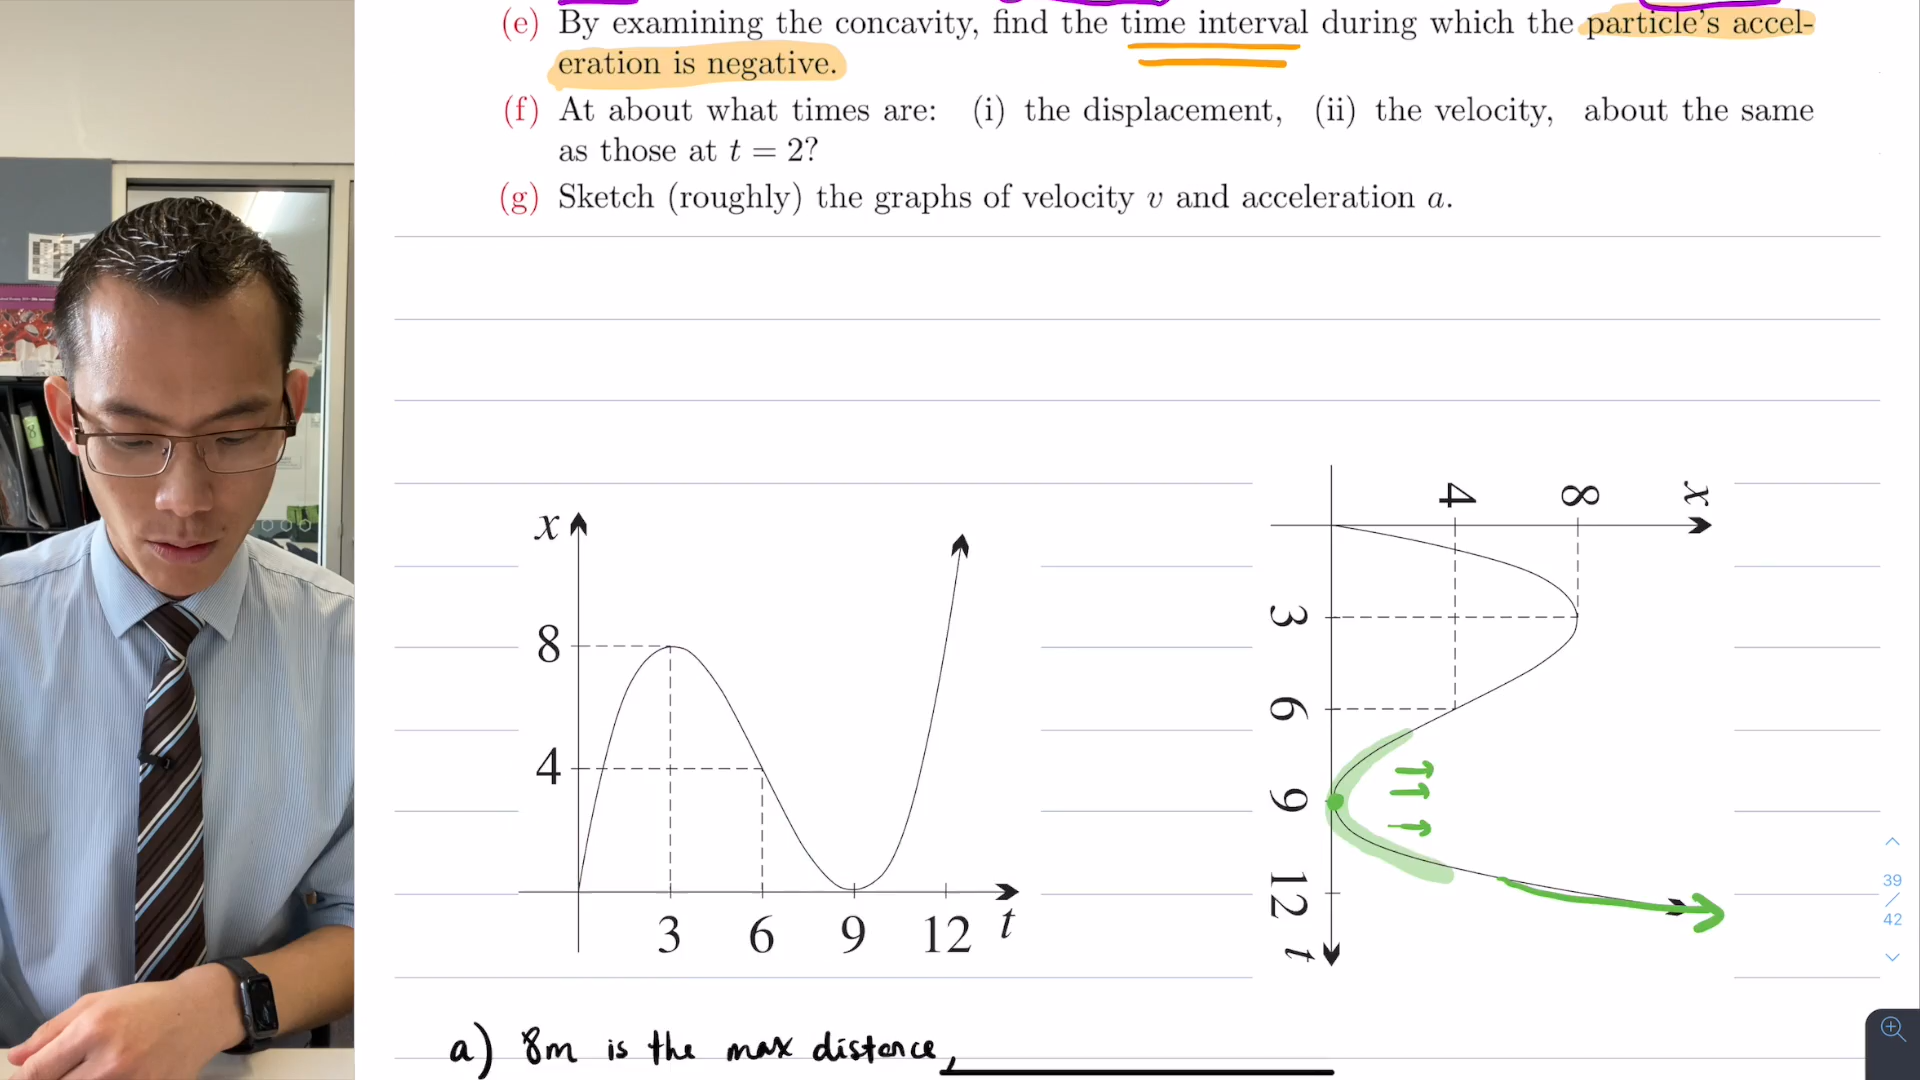 (e) By examining the concavity, find the time interval during which the particle's accel-
eration is negative.
(f) At about what times are: (i) the displacement, (ii) the velocity, about the same
as those at t = 2?
(g) Sketch (roughly) the graphs of velocity v and acceleration a.
x
8
4
3 6 9 12 t
4 8 x
3
6
9
12
t
39
/
42
a) 8m is the max distance,